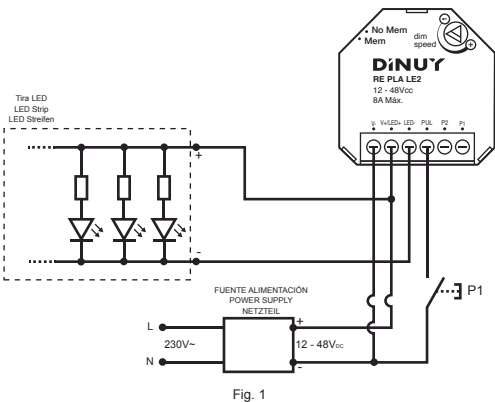 No Mem
Mem
dim
speed
+
-
DiNUY
RE PLA LE2
12 - 48Vcc
8A Máx.
V- V+/LED+ LED- PUL P2 P1
Tira LED
LED Strip
LED Streifen
+
-
FUENTE ALIMENTACIÓN
POWER SUPPLY
NETZTEIL
P1
L
230V~
N
+
12 - 48VDC
-
Fig. 1